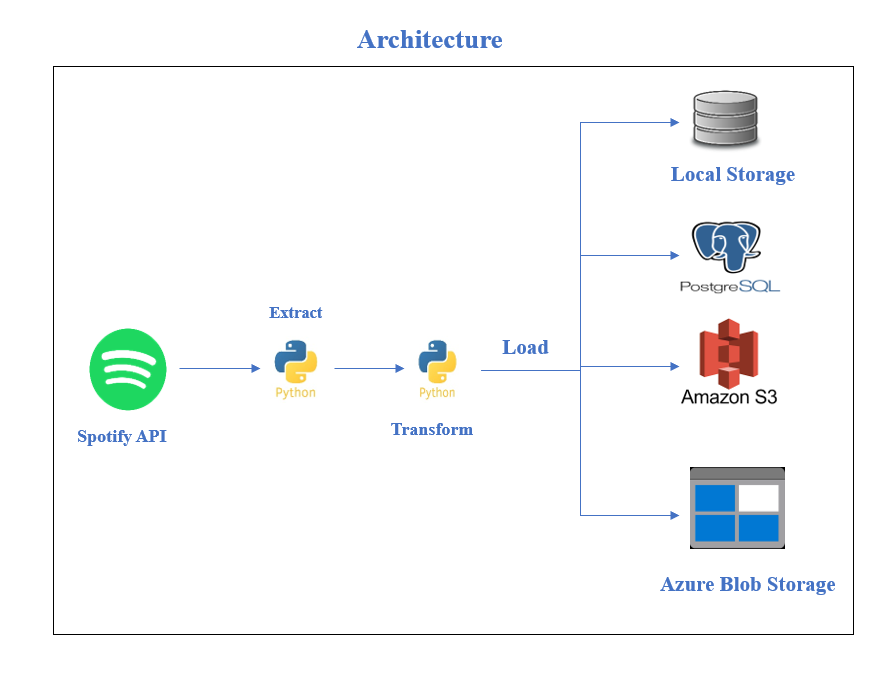 Architecture
Local Storage
PostgreSQL
Extract
Load
Python
Python
Amazon S3
Spotify API
Transform
Azure Blob Storage